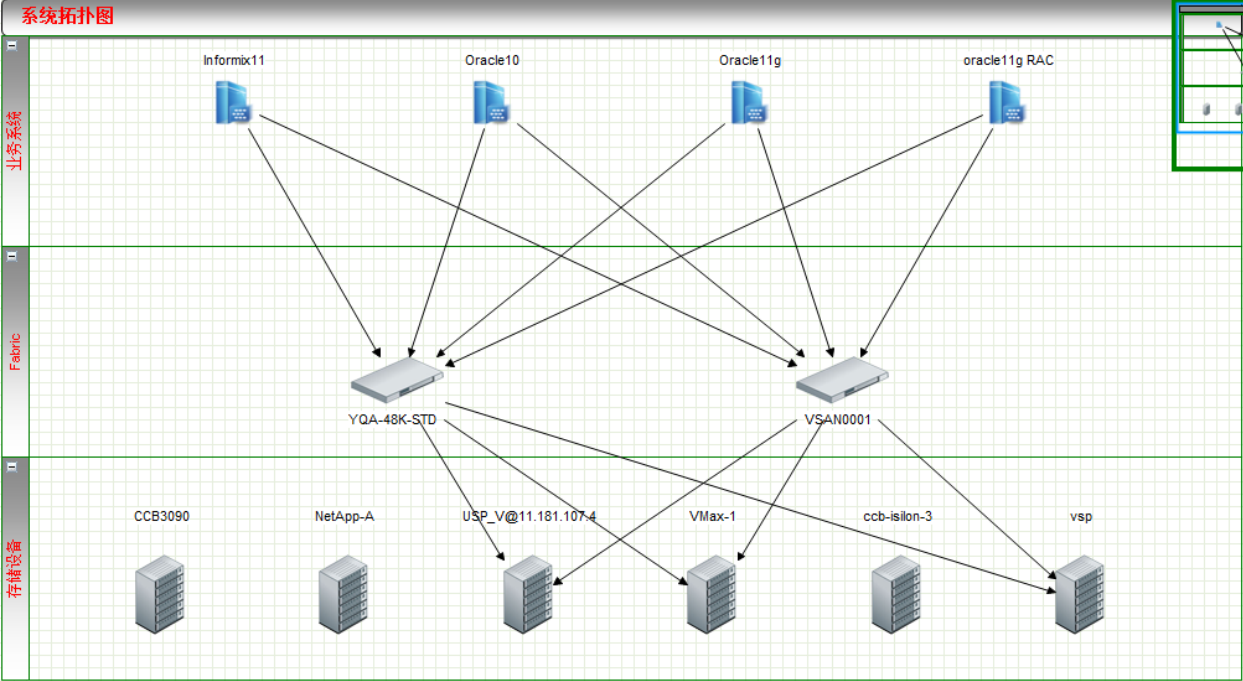 系统拓扑图
业务系统
Informix11
Oracle10
Oracle11g
oracle11g RAC
Fabric
YQA-48K-STD
VSAN0001
存储设备
CCB3090
NetApp-A
USP_V@11.181.107.4
VMax-1
ccb-isilon-3
vsp